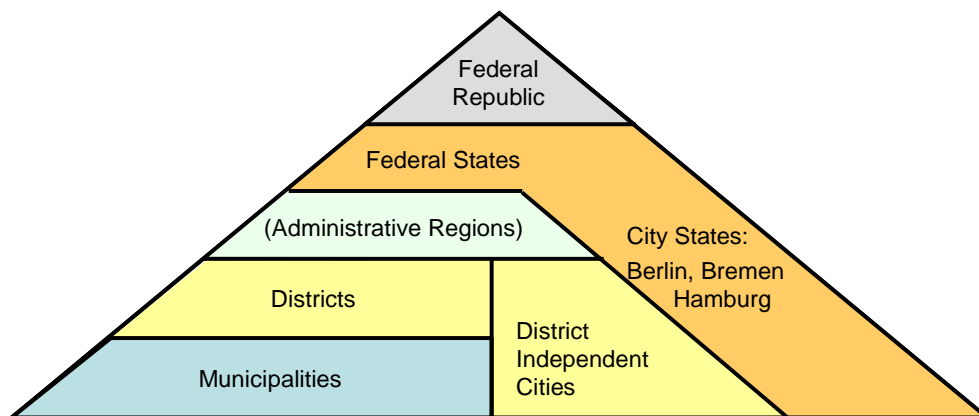 Federal
Republic
Federal States
(Administrative Regions)
City States:
Berlin, Bremen
Hamburg
Districts
District
Independent
Cities
Municipalities